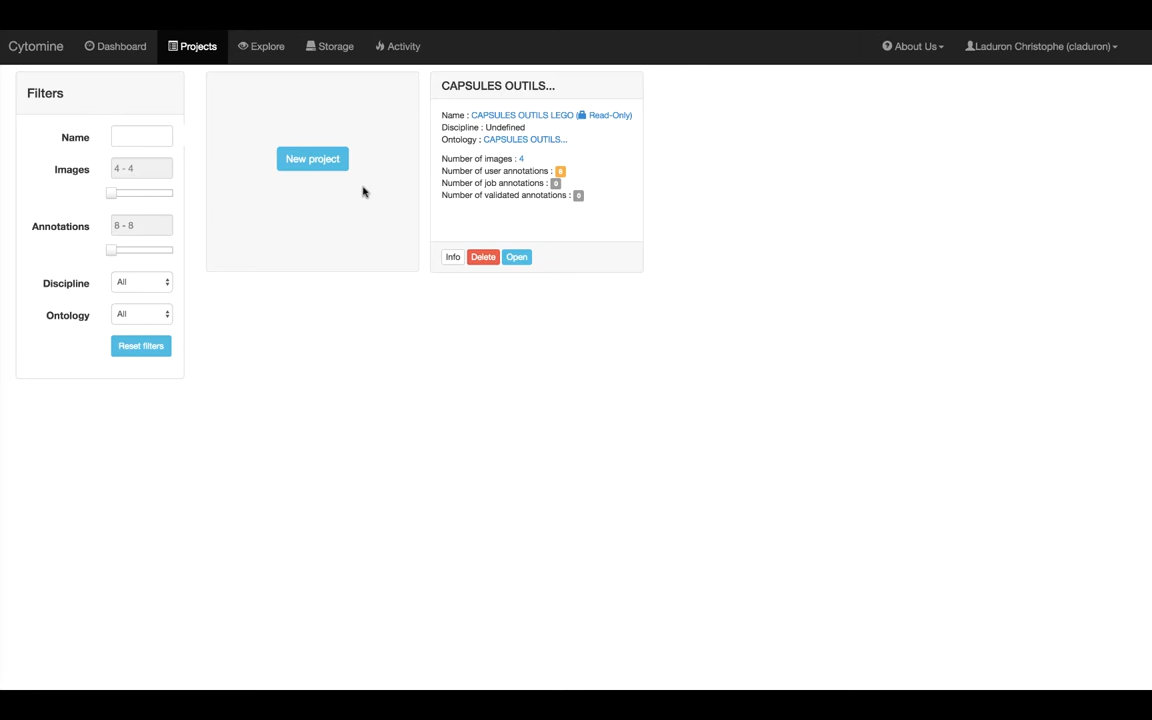 Cytomine Dashboard Projects Explore Storage Activity About Us Laduron Christophe (claduron)
Filters
Name
Images 4 - 4
Annotations 8 - 8
Discipline All
Ontology All
Reset filters
New project
CAPSULES OUTILS...
Name : CAPSULES OUTILS LEGO ( Read-Only)
Discipline : Undefined
Ontology : CAPSULES OUTILS...
Number of images : 4
Number of user annotations : 8
Number of job annotations : 0
Number of validated annotations : 0
Info Delete Open